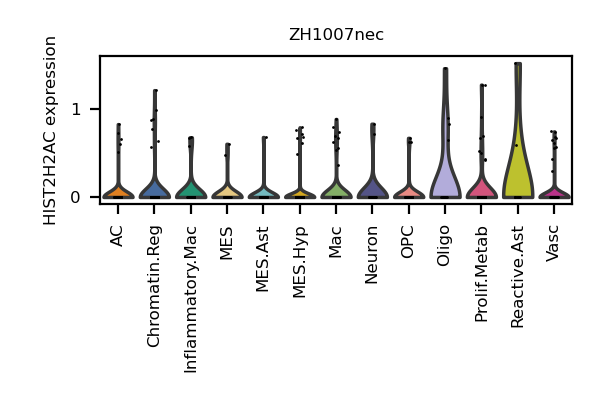 ZH1007nec
HIST2H2AC expression
1
0
AC
Chromatin.Reg
Inflammatory.Mac
MES
MES.Ast
MES.Hyp
Mac
Neuron
OPC
Oligo
Prolif.Metab
Reactive.Ast
Vasc